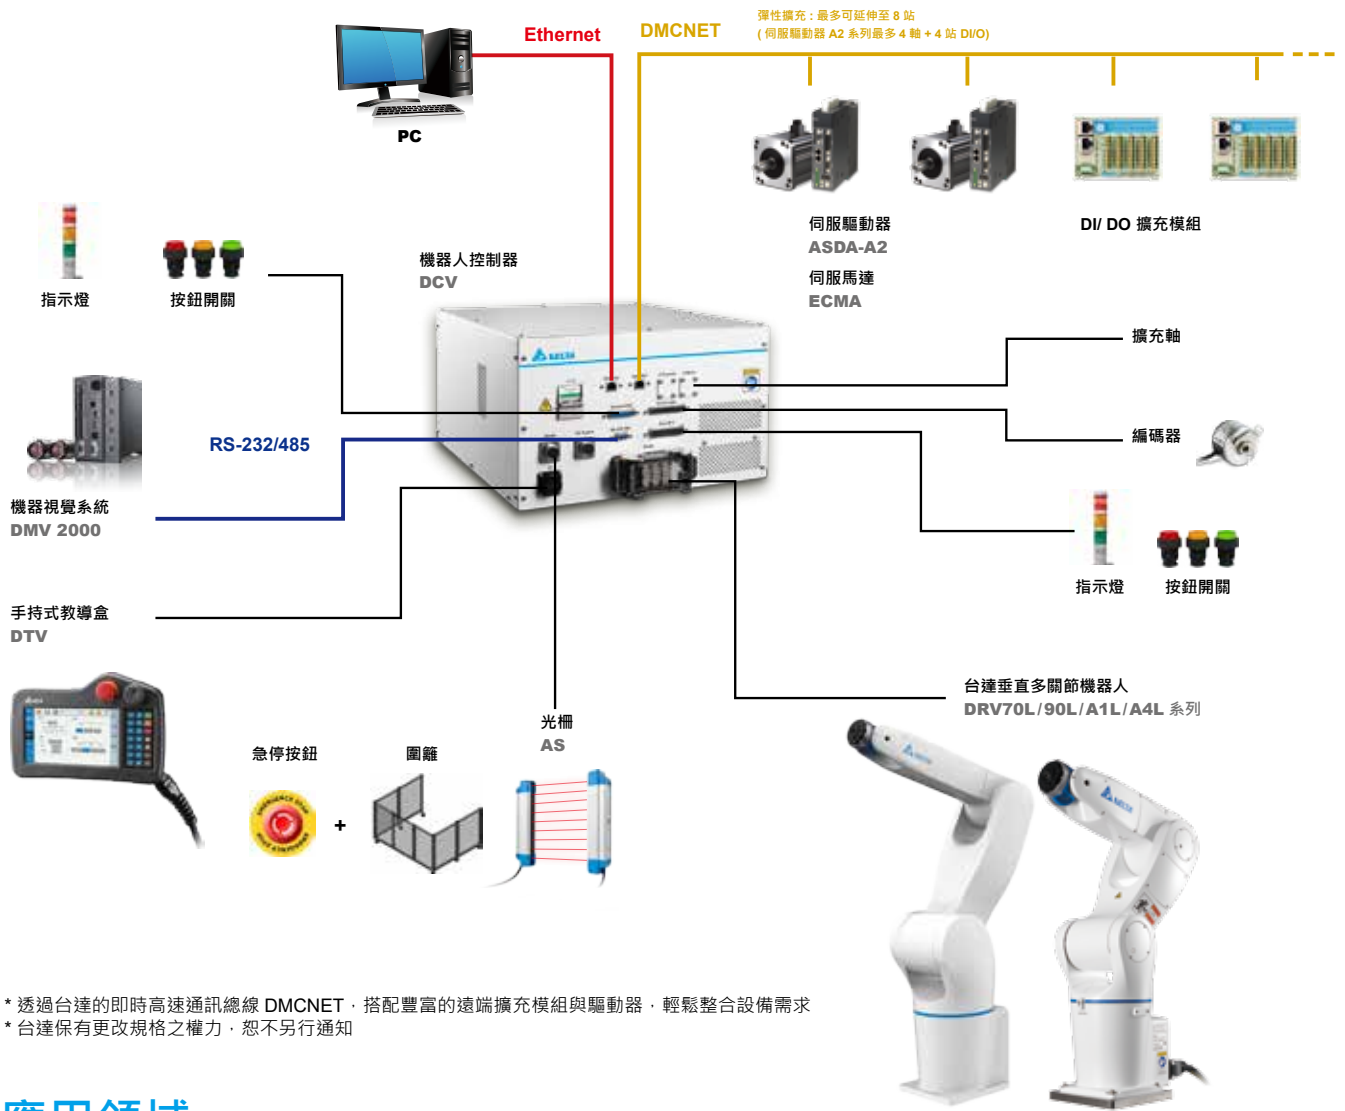 Ethernet
DMCNET
彈性擴充 : 最多可延伸至 8 站
( 伺服驅動器 A2 系列最多 4 軸 + 4 站 DI/O)
PC
伺服驅動器
ASDA-A2
伺服馬達
ECMA
DI/ DO 擴充模組
指示燈
按鈕開關
機器人控制器
DCV
DELTA
擴充軸
編碼器
RS-232/485
機器視覺系統
DMV 2000
指示燈
按鈕開關
手持式教導盒
DTV
台達垂直多關節機器人
DRV70L/90L/A1L/A4L 系列
光柵
AS
急停按鈕
+
圍籬
EMERGENCY STOP
DELTA
DELTA
* 透過台達的即時高速通訊總線 DMCNET，搭配豐富的遠端擴充模組與驅動器，輕鬆整合設備需求
* 台達保有更改規格之權力，恕不另行通知
應用領域